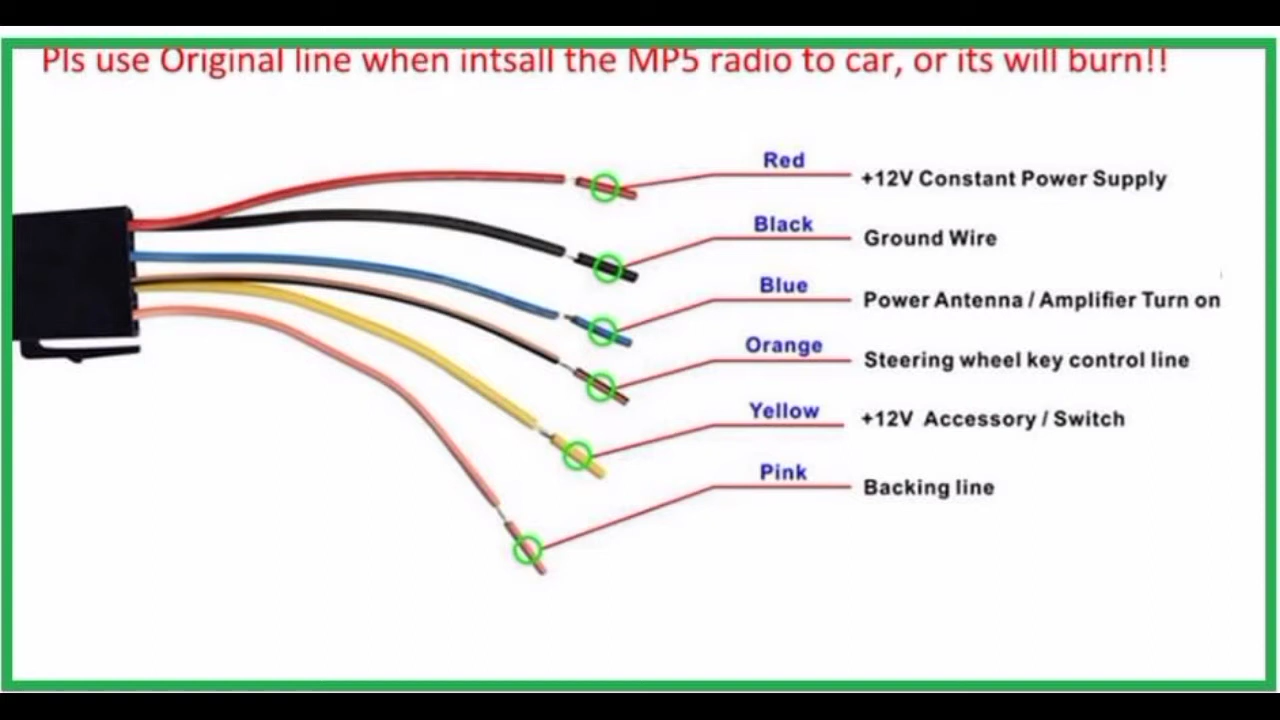 Pls use Original line when intsall the MP5 radio to car, or its will burn!!
Red
+12V Constant Power Supply
Black
Ground Wire
Blue
Power Antenna / Amplifier Turn on
Orange
Steering wheel key control line
Yellow
+12V Accessory / Switch
Pink
Backing line